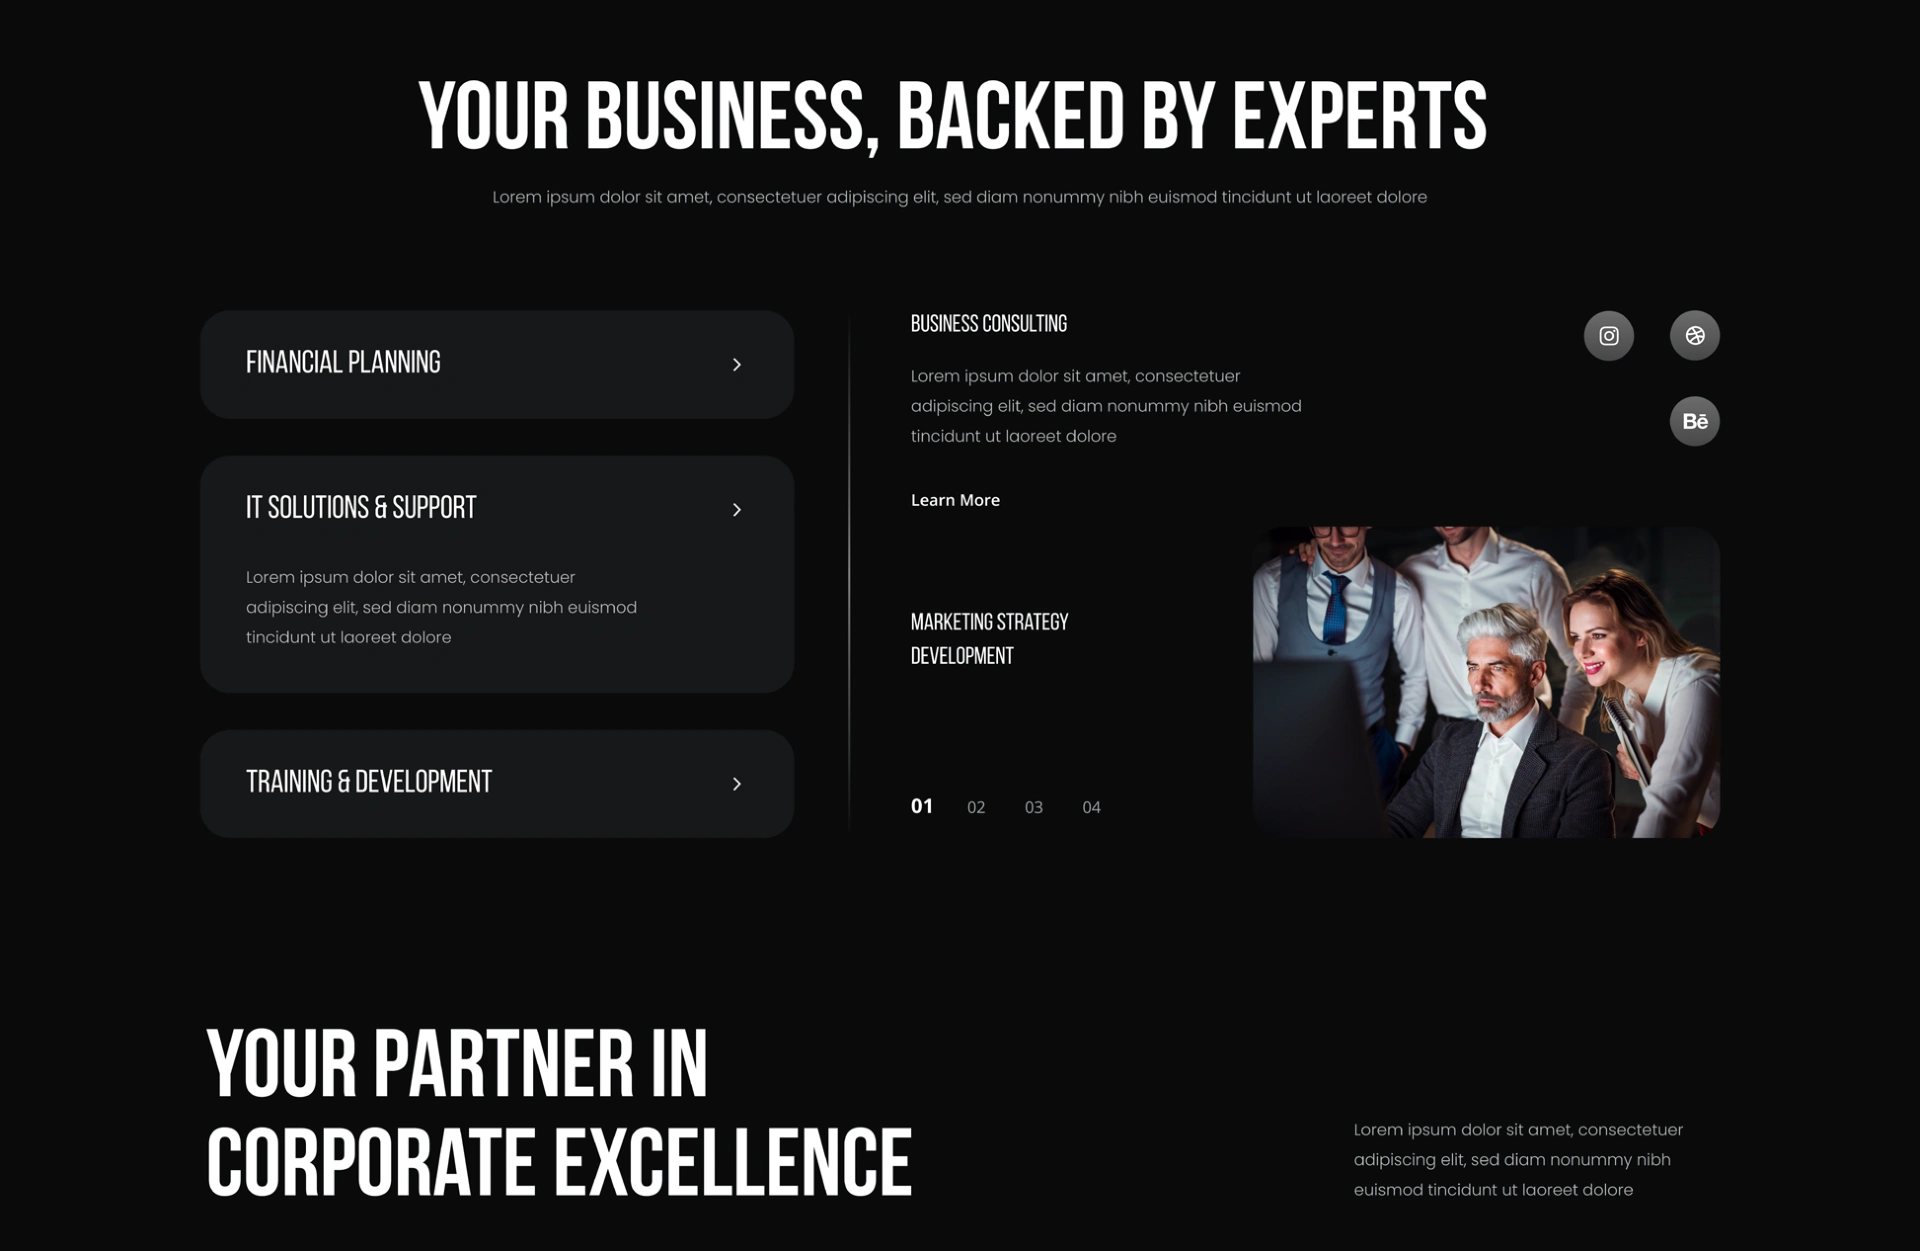 YOUR BUSINESS, BACKED BY EXPERTS
Lorem ipsum dolor sit amet, consectetuer adipiscing elit, sed diam nonummy nibh euismod tincidunt ut laoreet dolore
FINANCIAL PLANNING
IT SOLUTIONS & SUPPORT
Lorem ipsum dolor sit amet, consectetuer
adipiscing elit, sed diam nonummy nibh euismod
tincidunt ut laoreet dolore
TRAINING & DEVELOPMENT
BUSINESS CONSULTING
Lorem ipsum dolor sit amet, consectetuer
adipiscing elit, sed diam nonummy nibh euismod
tincidunt ut laoreet dolore
Learn More
Bē
MARKETING STRATEGY
DEVELOPMENT
01 02 03 04
YOUR PARTNER IN
CORPORATE EXCELLENCE
Lorem ipsum dolor sit amet, consectetuer
adipiscing elit, sed diam nonummy nibh
euismod tincidunt ut laoreet dolore